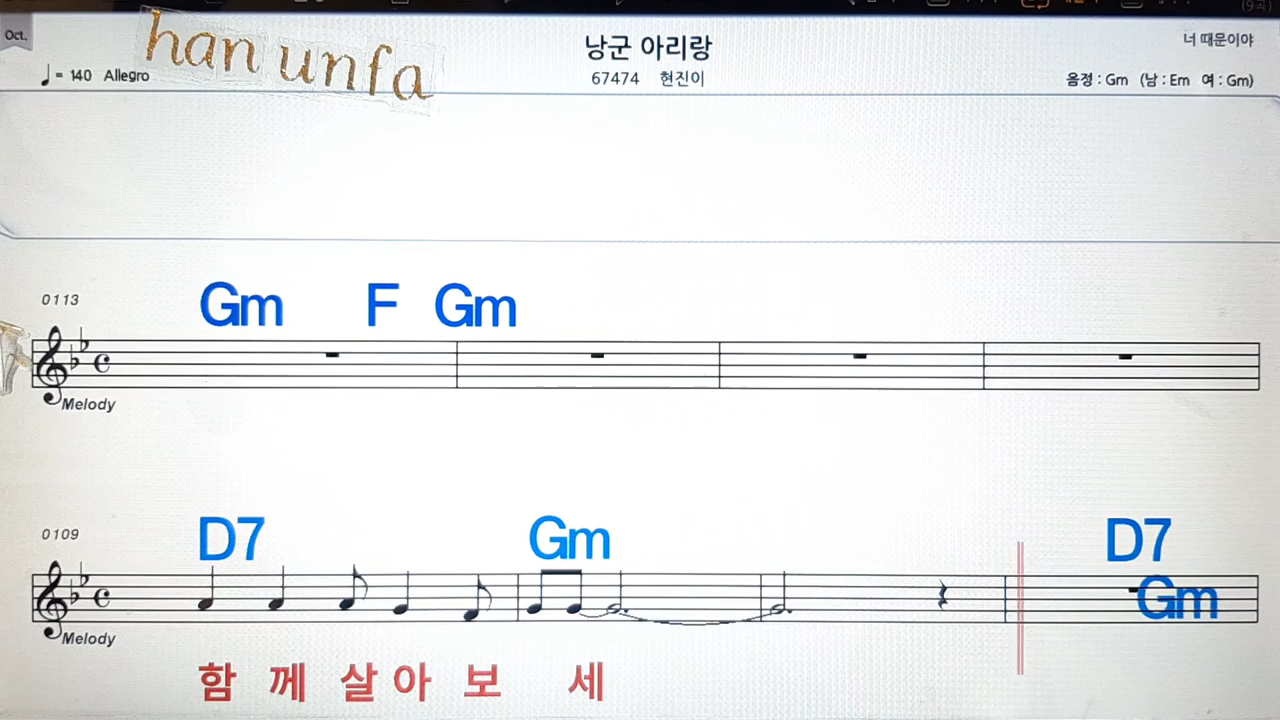 Oct.
han unfa
낭군 아리랑
너 때문이야
♩= 140 Allegro
67474 현진이
음정 : Gm (남 : Em 여 : Gm)
0113
Gm F Gm
Melody
0109
D7 Gm D7
Gm
Melody
함 께 살 아 보 세